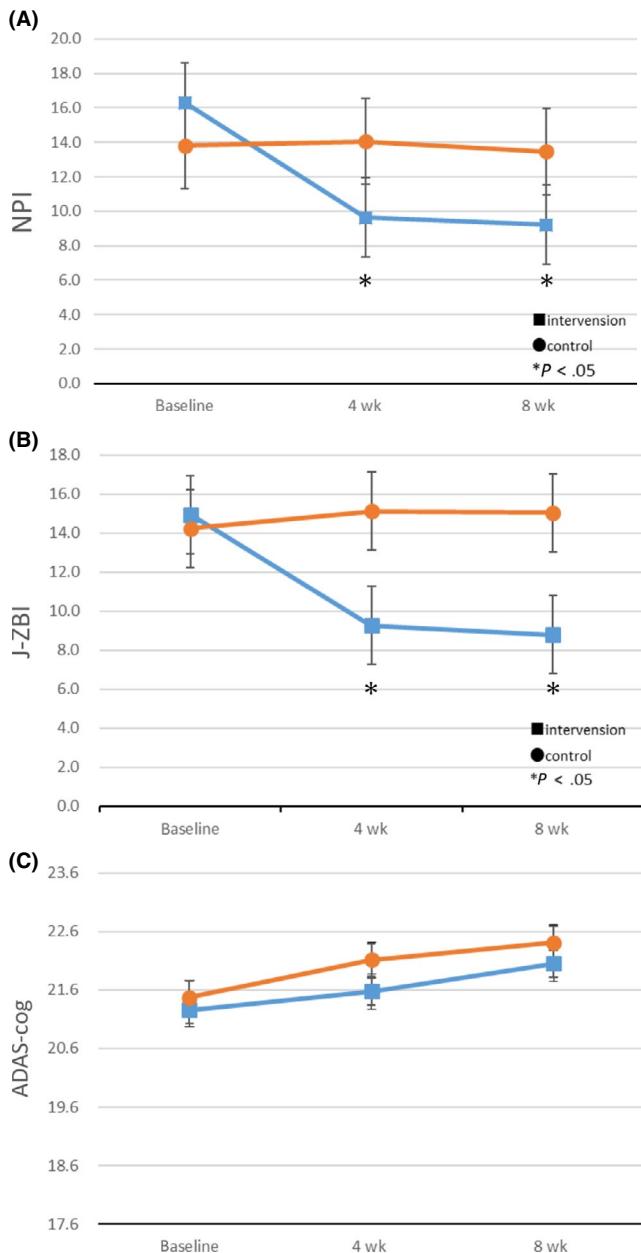 (A)
20.0
18.0
16.0
14.0
12.0
10.0
8.0
6.0
4.0
2.0
0.0
NPI
* *
intervension
control
*P < .05
Baseline 4 wk 8 wk
(B)
18.0
16.0
14.0
12.0
10.0
8.0
6.0
4.0
2.0
0.0
J-ZBI
* *
intervension
control
*P < .05
Baseline 4 wk 8 wk
(C)
23.6
22.6
21.6
20.6
19.6
18.6
17.6
ADAS-cog
Baseline 4 wk 8 wk